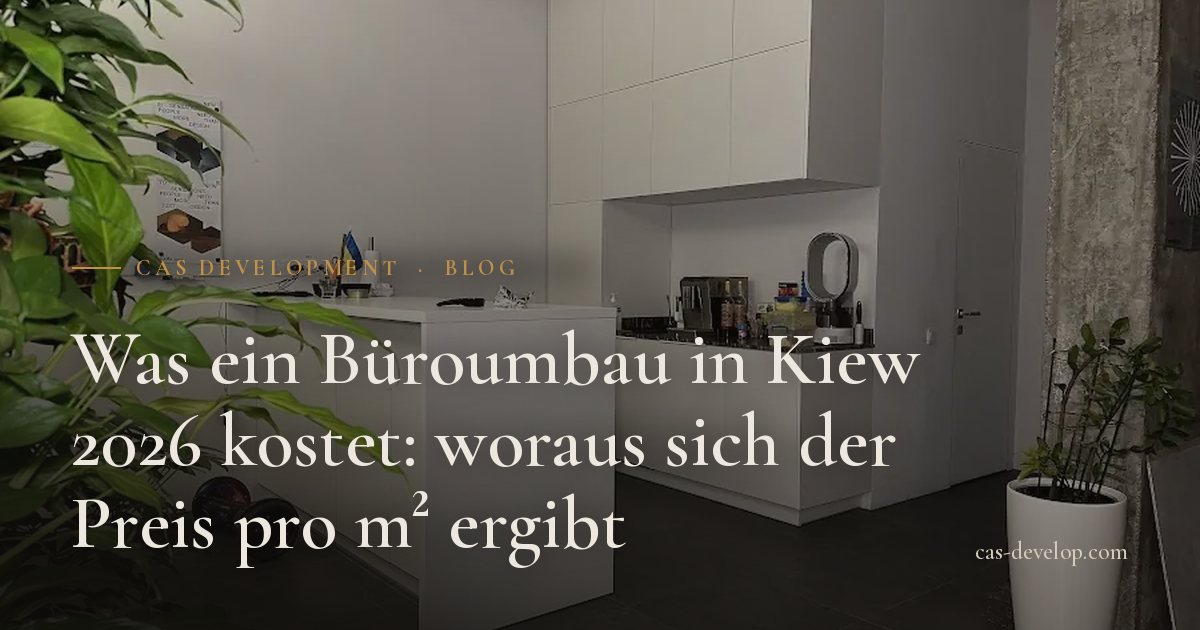 CAS DEVELOPMENT · BLOG
Was ein Büroumbau in Kiew
2026 kostet: woraus sich der
Preis pro m² ergibt
cas-develop.com